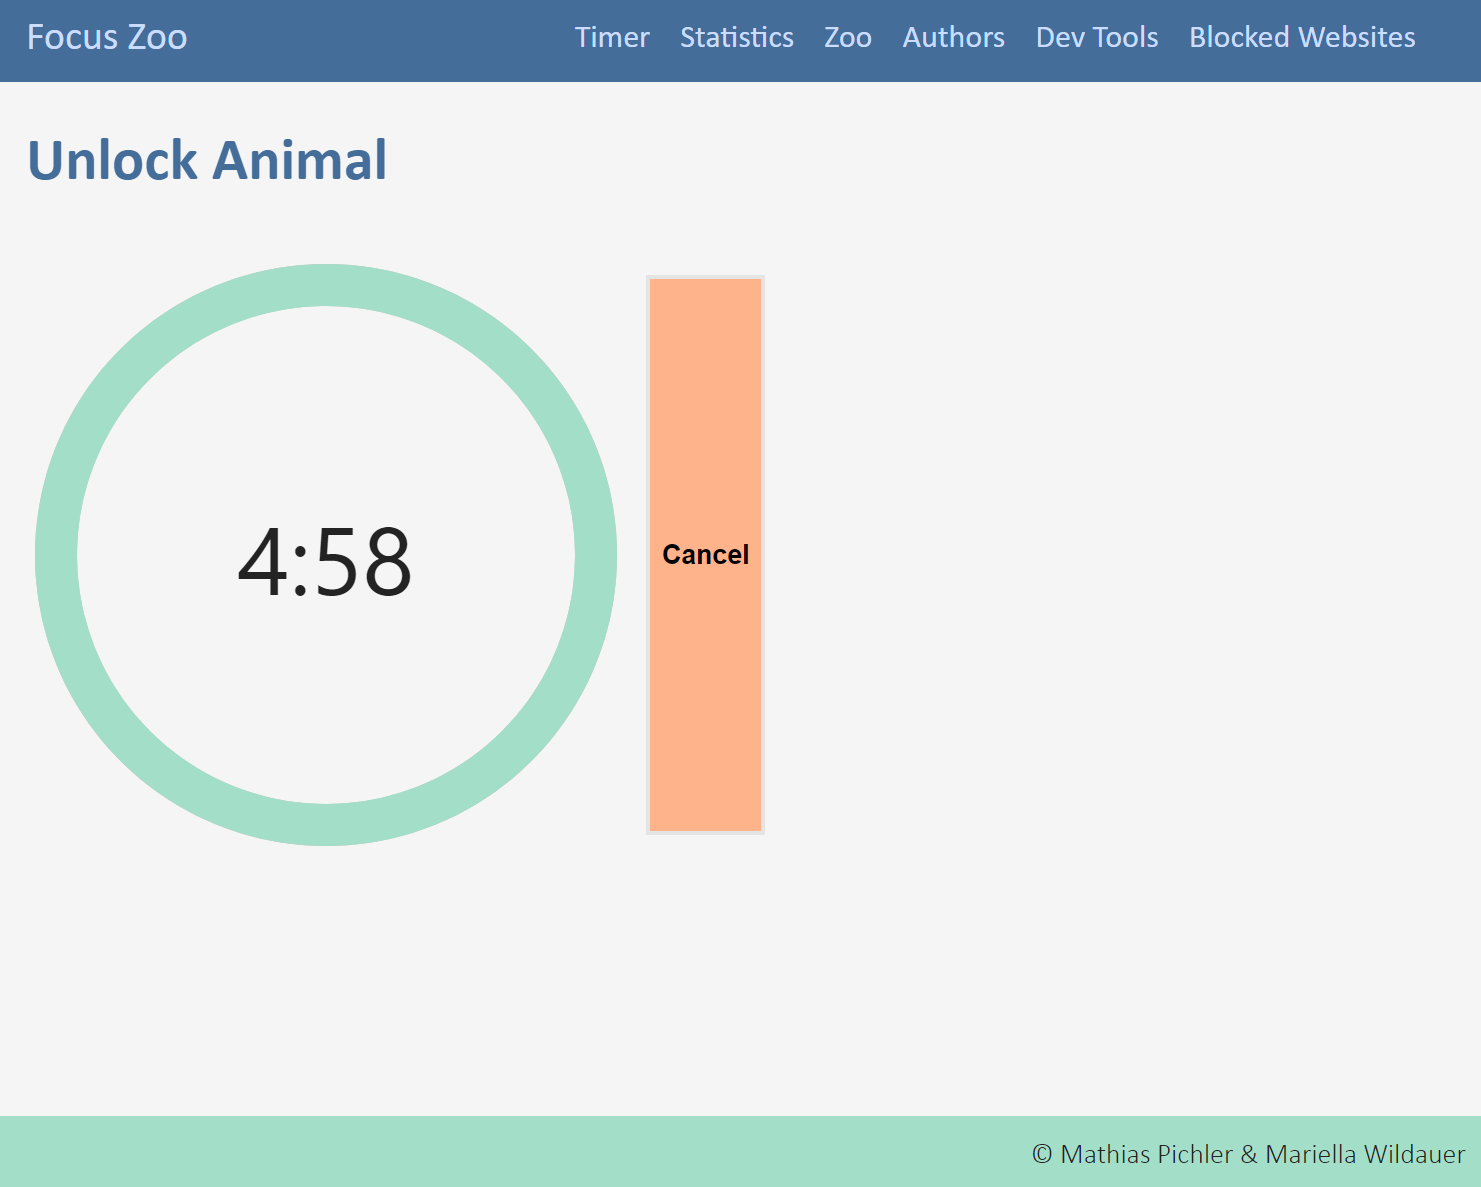 Focus Zoo
Timer Statistics Zoo Authors Dev Tools Blocked Websites
Unlock Animal
4:58
Cancel
© Mathias Pichler & Mariella Wildauer